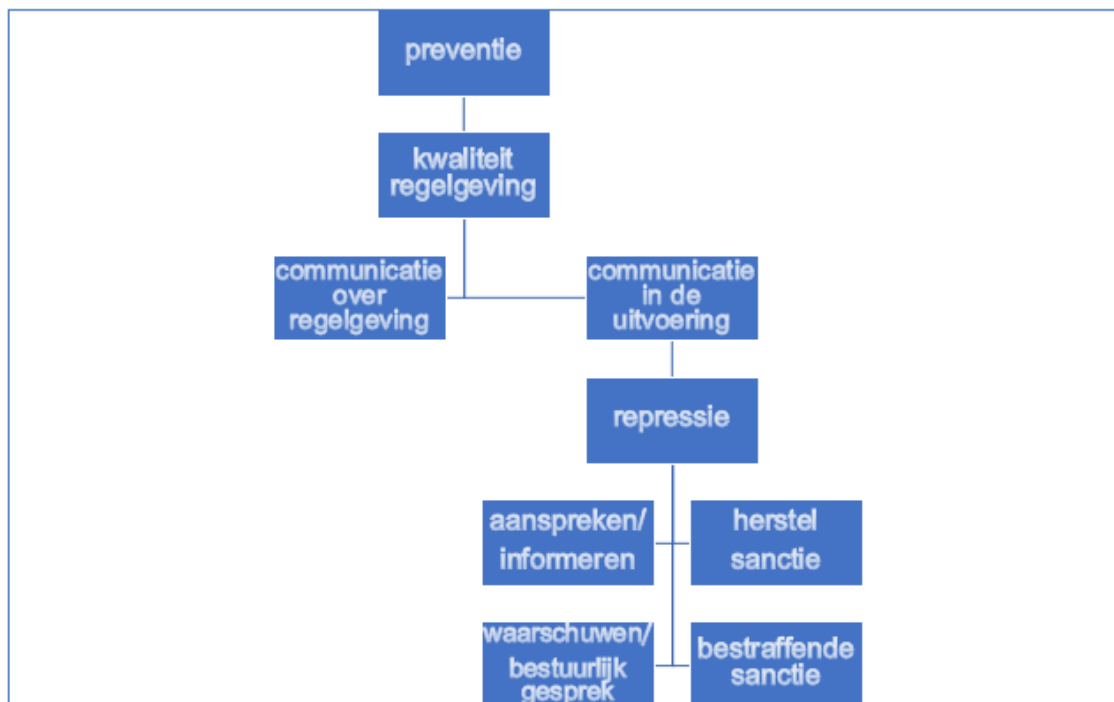 preventie
kwaliteit
regelgeving
communicatie
over
regelgeving
communicatie
in de
uitvoering
repressie
aanspreken/
informeren
herstel
sanctie
waarschuwen/
bestuurlijk
gesprek
bestraffende
sanctie